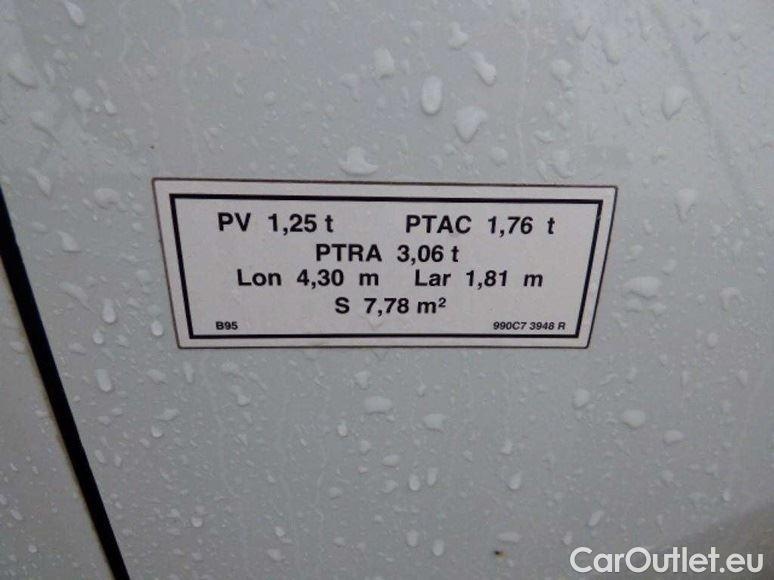 PV 1,25 t PTAC 1,76 t
PTRA 3,06 t
Lon 4,30 m Lar 1,81 m
S 7,78 m²
B95 990C7 3948 R
CarOutlet.eu